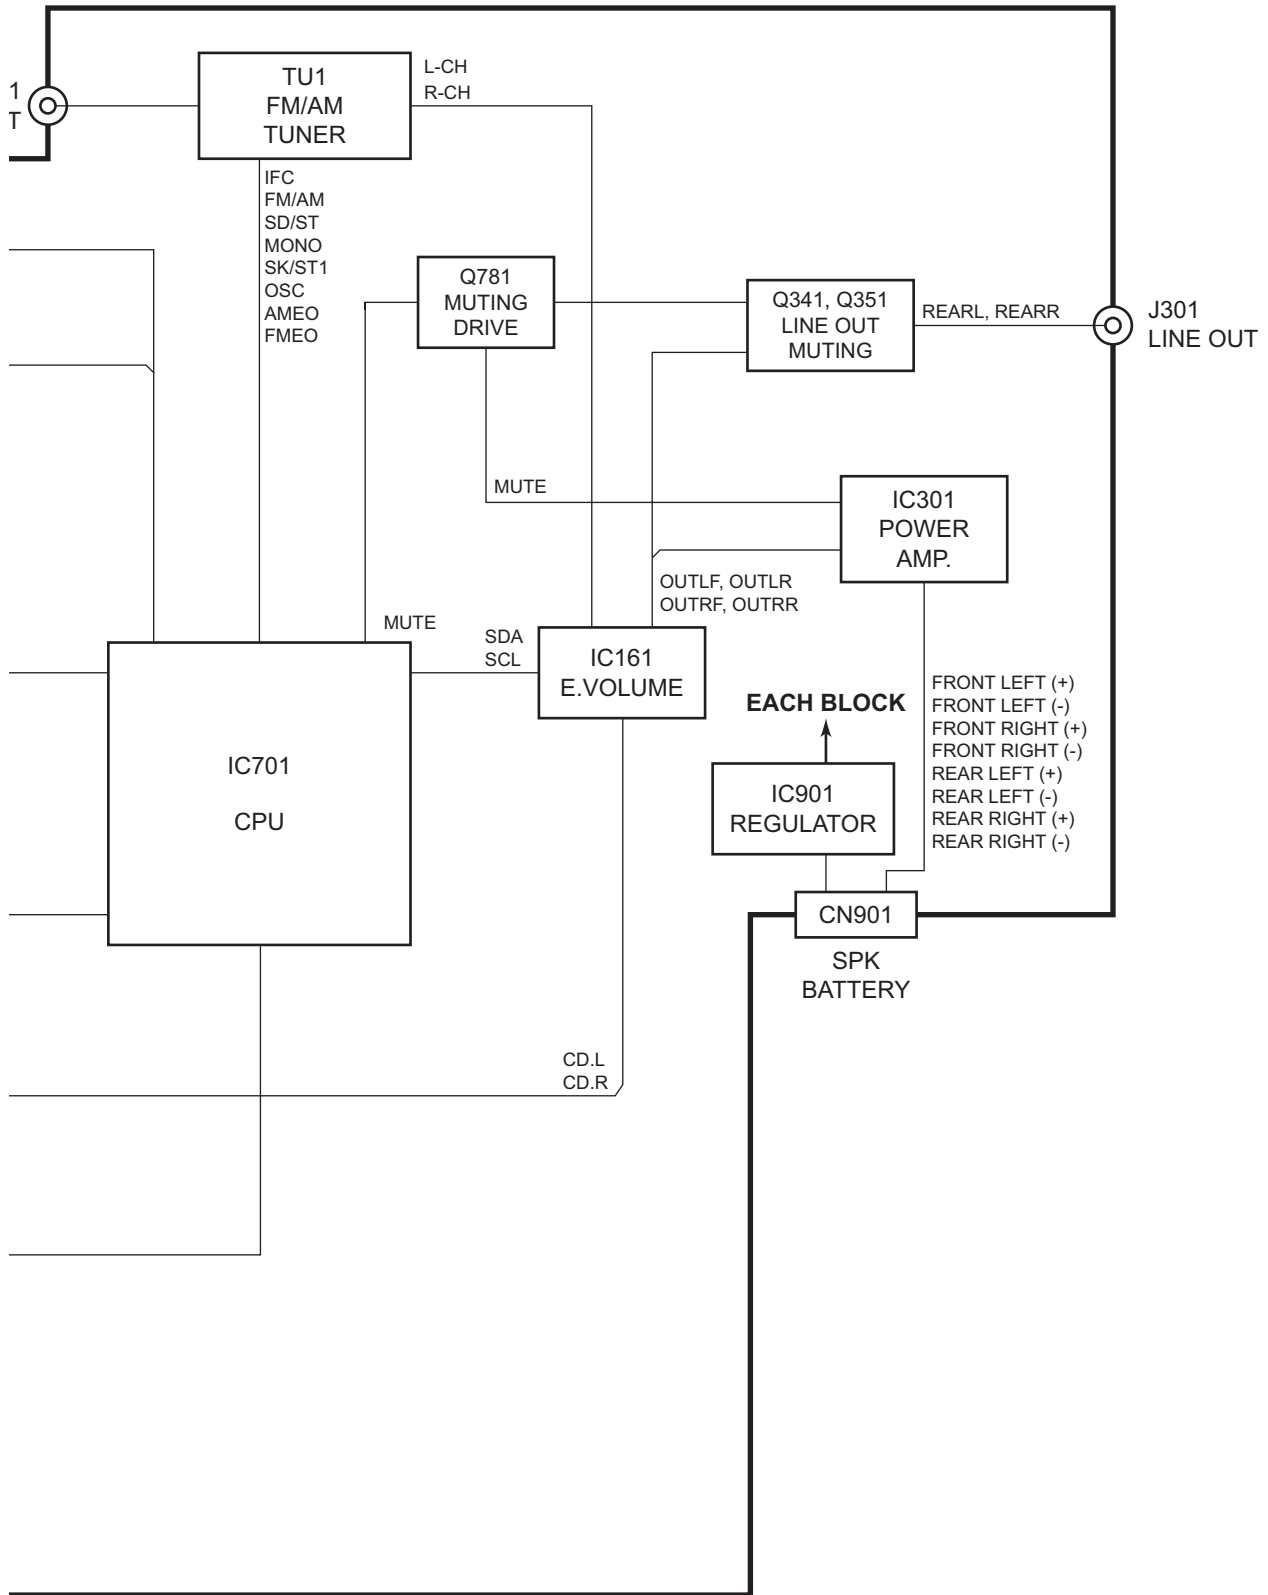 1
T
TU1
FM/AM
TUNER
L-CH
R-CH
IFC
FM/AM
SD/ST
MONO
SK/ST1
OSC
AMEO
FMEO
Q781
MUTING
DRIVE
Q341, Q351
LINE OUT
MUTING
REARL, REARR
J301
LINE OUT
MUTE
IC301
POWER
AMP.
OUTLF, OUTLR
OUTRF, OUTRR
MUTE
SDA
SCL
IC161
E.VOLUME
EACH BLOCK
FRONT LEFT (+)
FRONT LEFT (-)
FRONT RIGHT (+)
FRONT RIGHT (-)
REAR LEFT (+)
REAR LEFT (-)
REAR RIGHT (+)
REAR RIGHT (-)
IC701
CPU
IC901
REGULATOR
CN901
SPK
BATTERY
CD.L
CD.R